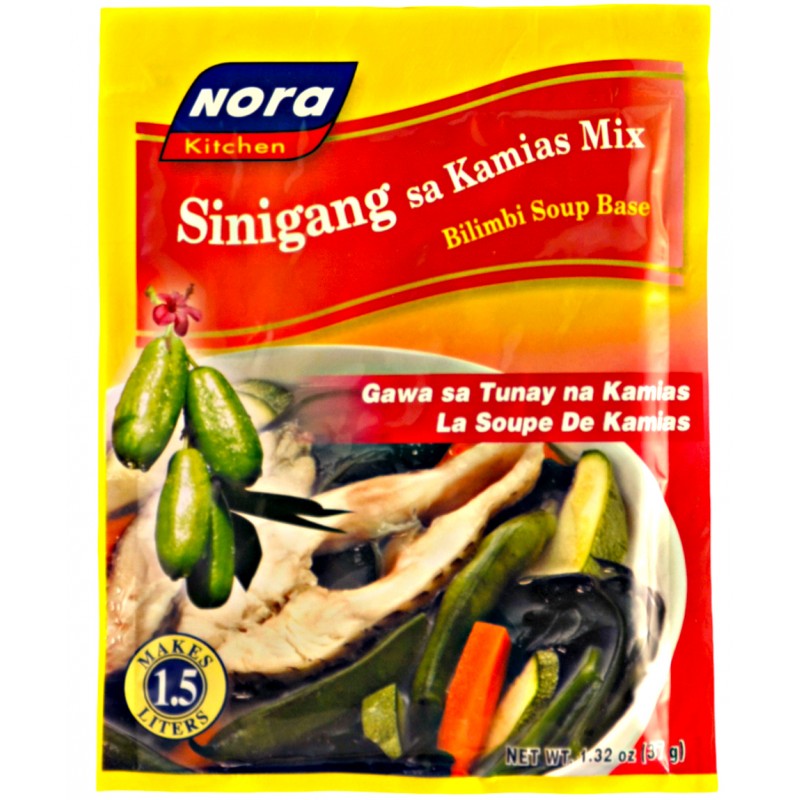 Nora
Kitchen
Sinigang sa Kamias Mix
Bilimbi Soup Base
Gawa sa Tunay na Kamias
La Soupe De Kamias
MAKES
1.5
LITERS
NET WT. 1.32 oz